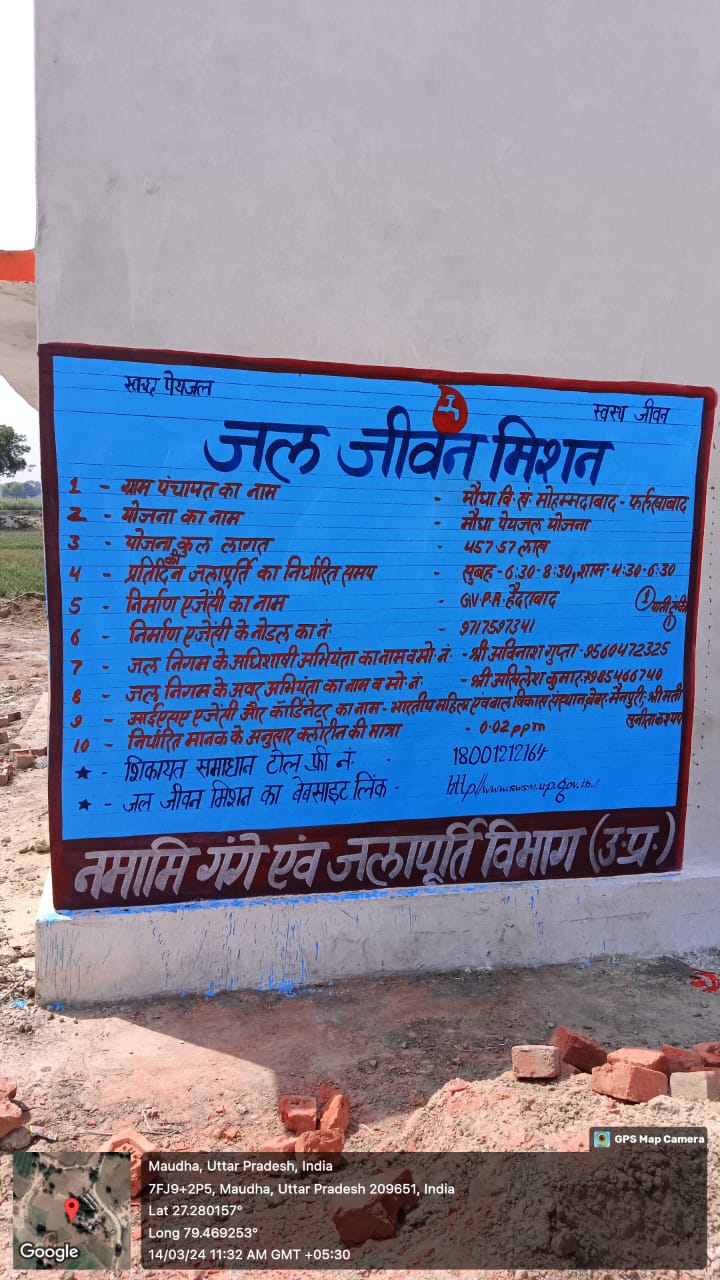 स्वच्छ पेयजल
स्वस्थ जीवन
जल जीवन मिशन
1 - ग्राम पंचायत का नाम - मौधा वि.ख. मोहम्मदाबाद - फर्रुखाबाद
2 - योजना का नाम - मौधा पेयजल योजना
3 - योजना की कुल लागत - 457.57 लाख
4 - प्रतिदिन जलापूर्ति का निर्धारित समय - सुबह - 6:30-8:30, शाम - 4:30-6:30
5 - निर्माण एजेंसी का नाम - G.V.P.R. हैदराबाद
6 - निर्माण एजेंसी के नोडल का नं. - 9717597341
7 - जल निगम के अधिशाषी अभियंता का नाम व मो. नं. - श्री अविनाश गुप्ता - 9560472325
8 - जल निगम के अवर अभियंता का नाम व मो. नं. - श्री अखिलेश कुमार
9 - आईएसए एजेंसी और कॉर्डिनेटर का नाम - भारतीय महिला एवं बाल विकास संस्थान, बेबर मैनपुरी, श्रीमती सुनीता कश्यप
10 - निर्धारित मानक के अनुसार क्लोरीन की मात्रा - 0.02 ppm
★ - शिकायत समाधान टोल फ्री नं. 18001212164
★ - जल जीवन मिशन का बेबसाइट लिंक - http//www.swsm.up.gov.in.
नमामि गंगे एंव जलापूर्ति विभाग (उ.प्र.)
GPS Map Camera
Maudha, Uttar Pradesh, India
7FJ9+2P5, Maudha, Uttar Pradesh 209651, India
Lat 27.280157°
Long 79.469253°
14/03/24 11:32 AM GMT +05:30
Google